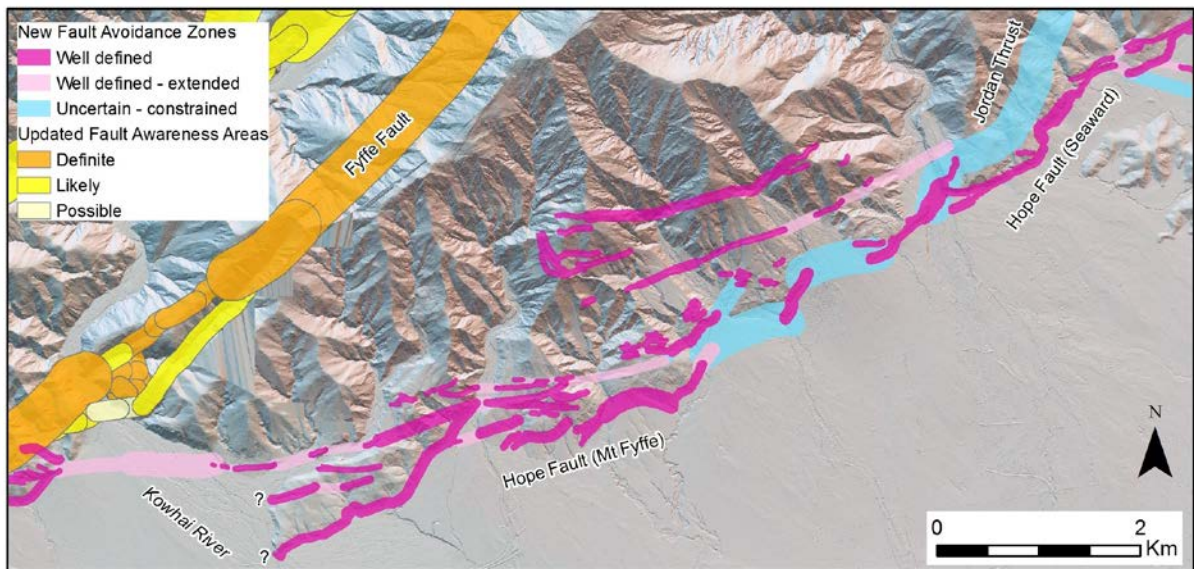 New Fault Avoidance Zones
Well defined
Well defined - extended
Uncertain - constrained
Updated Fault Awareness Areas
Definite
Likely
Possible
Fyffe Fault
Jordan Thrust
Hope Fault (Seaward)
Hope Fault (Mt Fyffe)
Kowhai River
?
?
N
0 2
Km